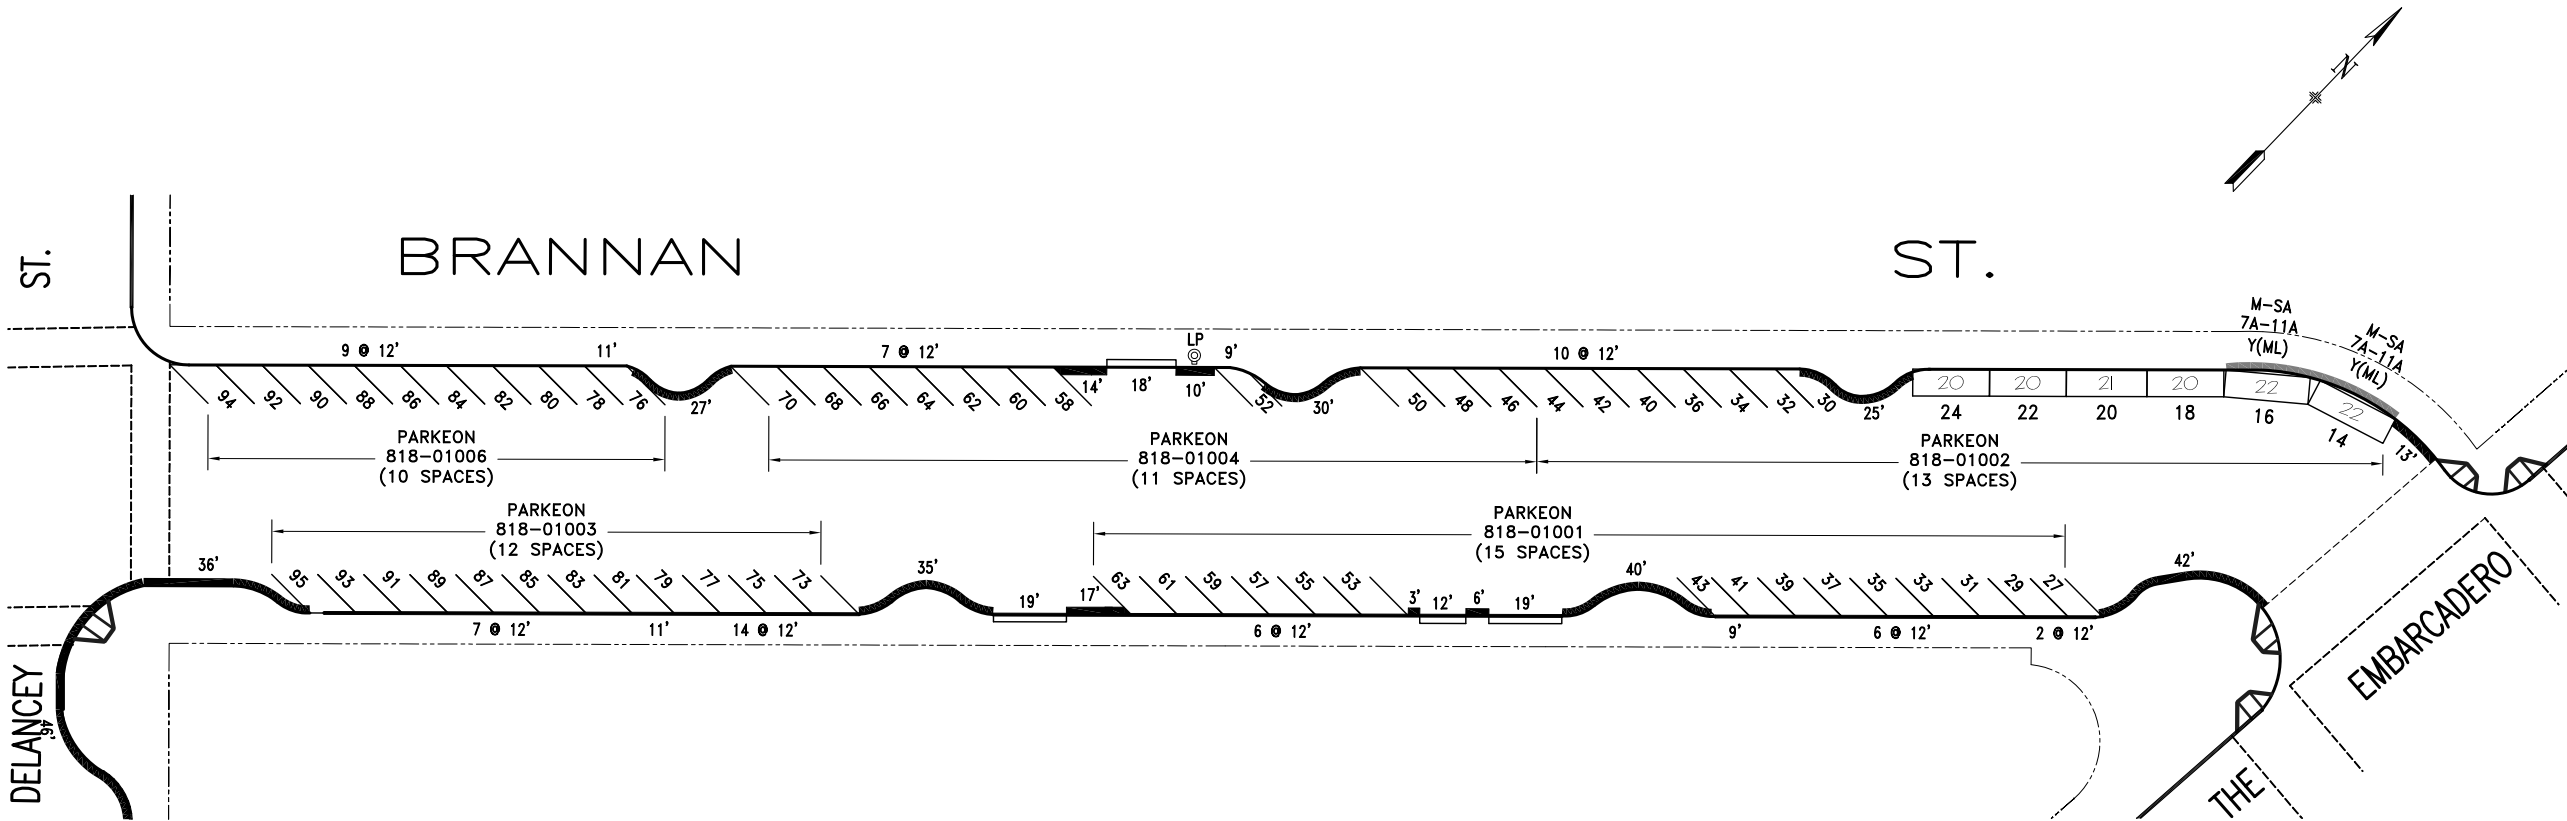 N
BRANNAN ST.
ST.
M-SA
7A-11A
Y(ML)
M-SA
7A-11A
Y(ML)
9 @ 12' 11' 7 @ 12' LP 9' 10 @ 12'
94 92 90 88 86 84 82 80 78 76 27' 70 68 66 64 62 60 58 14' 18' 10' 52 30' 50 48 46 44 42 40 36 34 32 30 25'
20 20 21 20 22 22
24 22 20 18 16 14 13'
PARKEON
818-01006
(10 SPACES)
PARKEON
818-01004
(11 SPACES)
PARKEON
818-01002
(13 SPACES)
PARKEON
818-01003
(12 SPACES)
PARKEON
818-01001
(15 SPACES)
36' 95 93 91 89 87 85 83 81 79 77 75 73 35' 19' 17' 63 61 59 57 55 53 3' 12' 6' 19' 40' 43 41 39 37 35 33 31 29 27 42'
7 @ 12' 11' 14 @ 12' 6 @ 12' 9' 6 @ 12' 2 @ 12'
DELANCEY
46'
THE EMBARCADERO